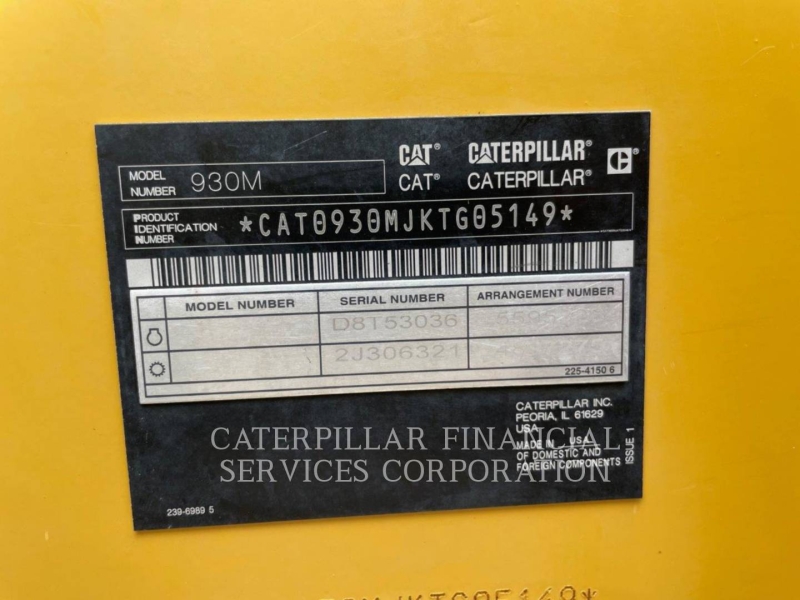 CAT® CATERPILLAR® C
MODEL NUMBER 930M CAT® CATERPILLAR®
PRODUCT IDENTIFICATION NUMBER *CAT0930MJKTG05149*
MODEL NUMBER SERIAL NUMBER ARRANGEMENT NUMBER
D8T53036
2J306321
225-4150 6
CATERPILLAR INC.
PEORIA, IL 61629
USA
MADE IN USA
OF DOMESTIC AND
FOREIGN COMPONENTS
ISSUE 1
CATERPILLAR FINANCIAL
SERVICES CORPORATION
239-6989 5